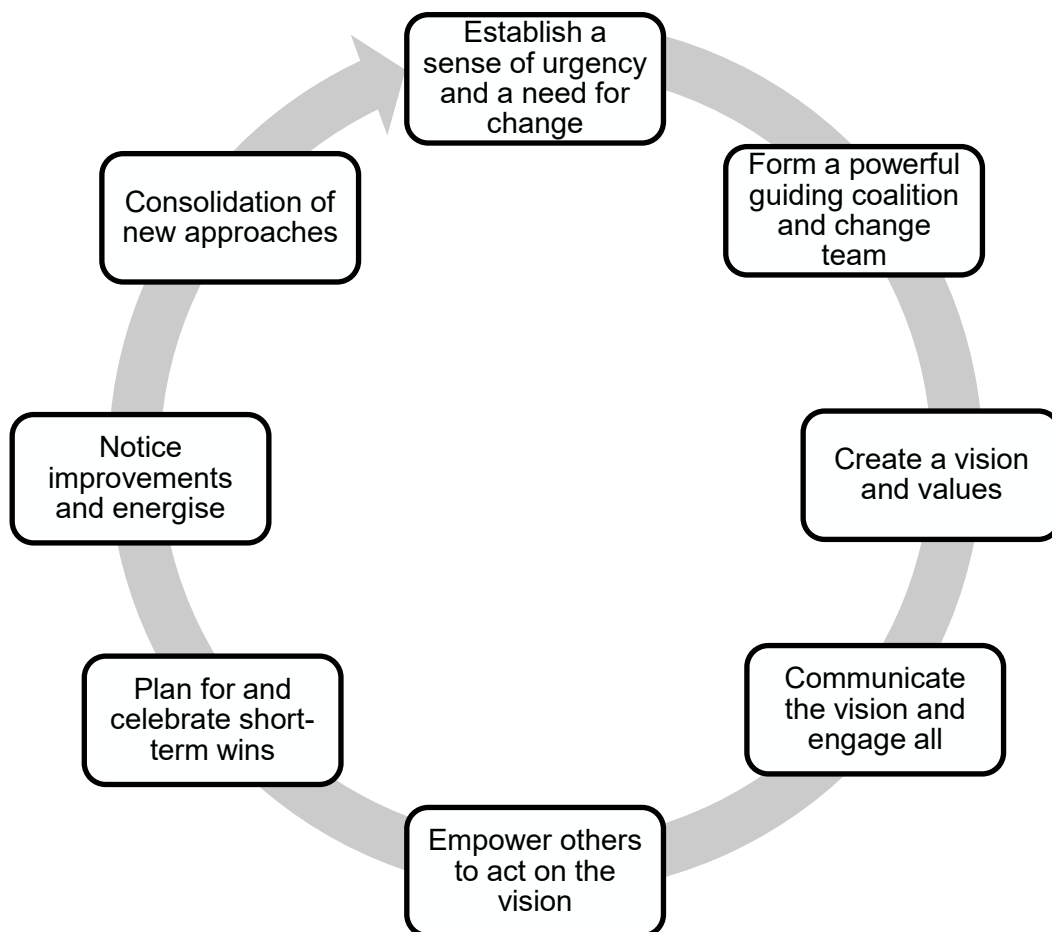 Establish a
sense of urgency
and a need for
change
Form a powerful
guiding coalition
and change
team
Create a vision
and values
Communicate
the vision and
engage all
Empower others
to act on the
vision
Plan for and
celebrate short-
term wins
Notice
improvements
and energise
Consolidation of
new approaches